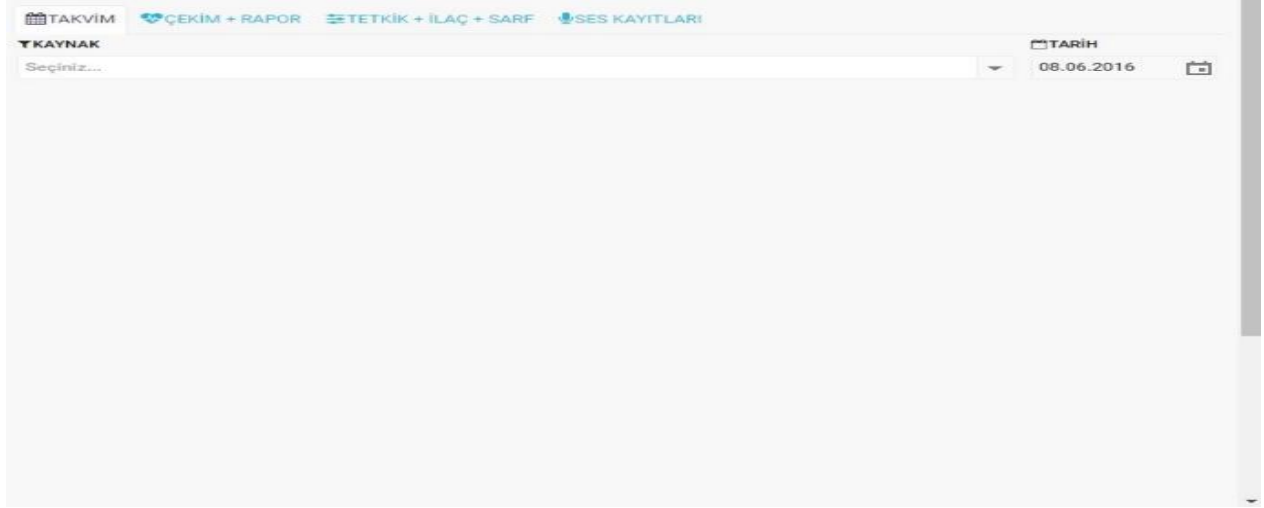 TAKVİM ÇEKİM + RAPOR TETKİK + İLAÇ + SARF SES KAYITLARI
KAYNAK TARİH
Seçiniz... 08.06.2016